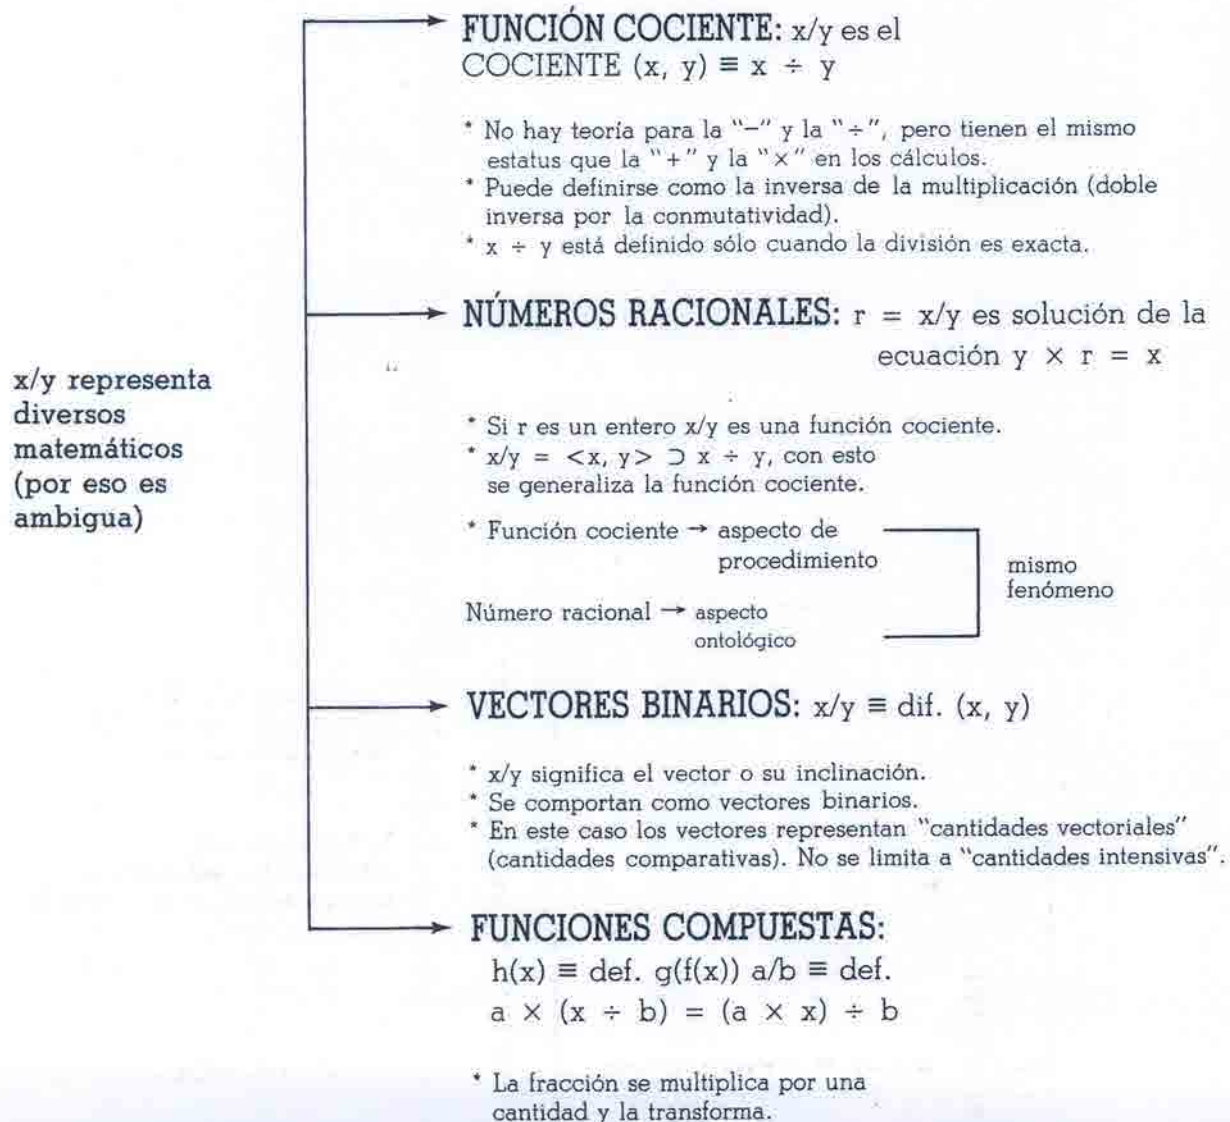 x/y representa
diversos
matemáticos
(por eso es
ambigua)
FUNCIÓN COCIENTE: x/y es el
COCIENTE (x, y) ≡ x ÷ y
* No hay teoría para la "−" y la "÷", pero tienen el mismo
estatus que la "+" y la "×" en los cálculos.
* Puede definirse como la inversa de la multiplicación (doble
inversa por la conmutatividad).
* x ÷ y está definido sólo cuando la división es exacta.
NÚMEROS RACIONALES: r = x/y es solución de la
ecuación y × r = x
* Si r es un entero x/y es una función cociente.
* x/y = <x, y> ⊃ x ÷ y, con esto
se generaliza la función cociente.
* Función cociente → aspecto de
procedimiento
Número racional → aspecto
ontológico
mismo
fenómeno
VECTORES BINARIOS: x/y ≡ dif. (x, y)
* x/y significa el vector o su inclinación.
* Se comportan como vectores binarios.
* En este caso los vectores representan "cantidades vectoriales"
(cantidades comparativas). No se limita a "cantidades intensivas".
FUNCIONES COMPUESTAS:
h(x) ≡ def. g(f(x)) a/b ≡ def.
a × (x ÷ b) = (a × x) ÷ b
* La fracción se multiplica por una
cantidad y la transforma.